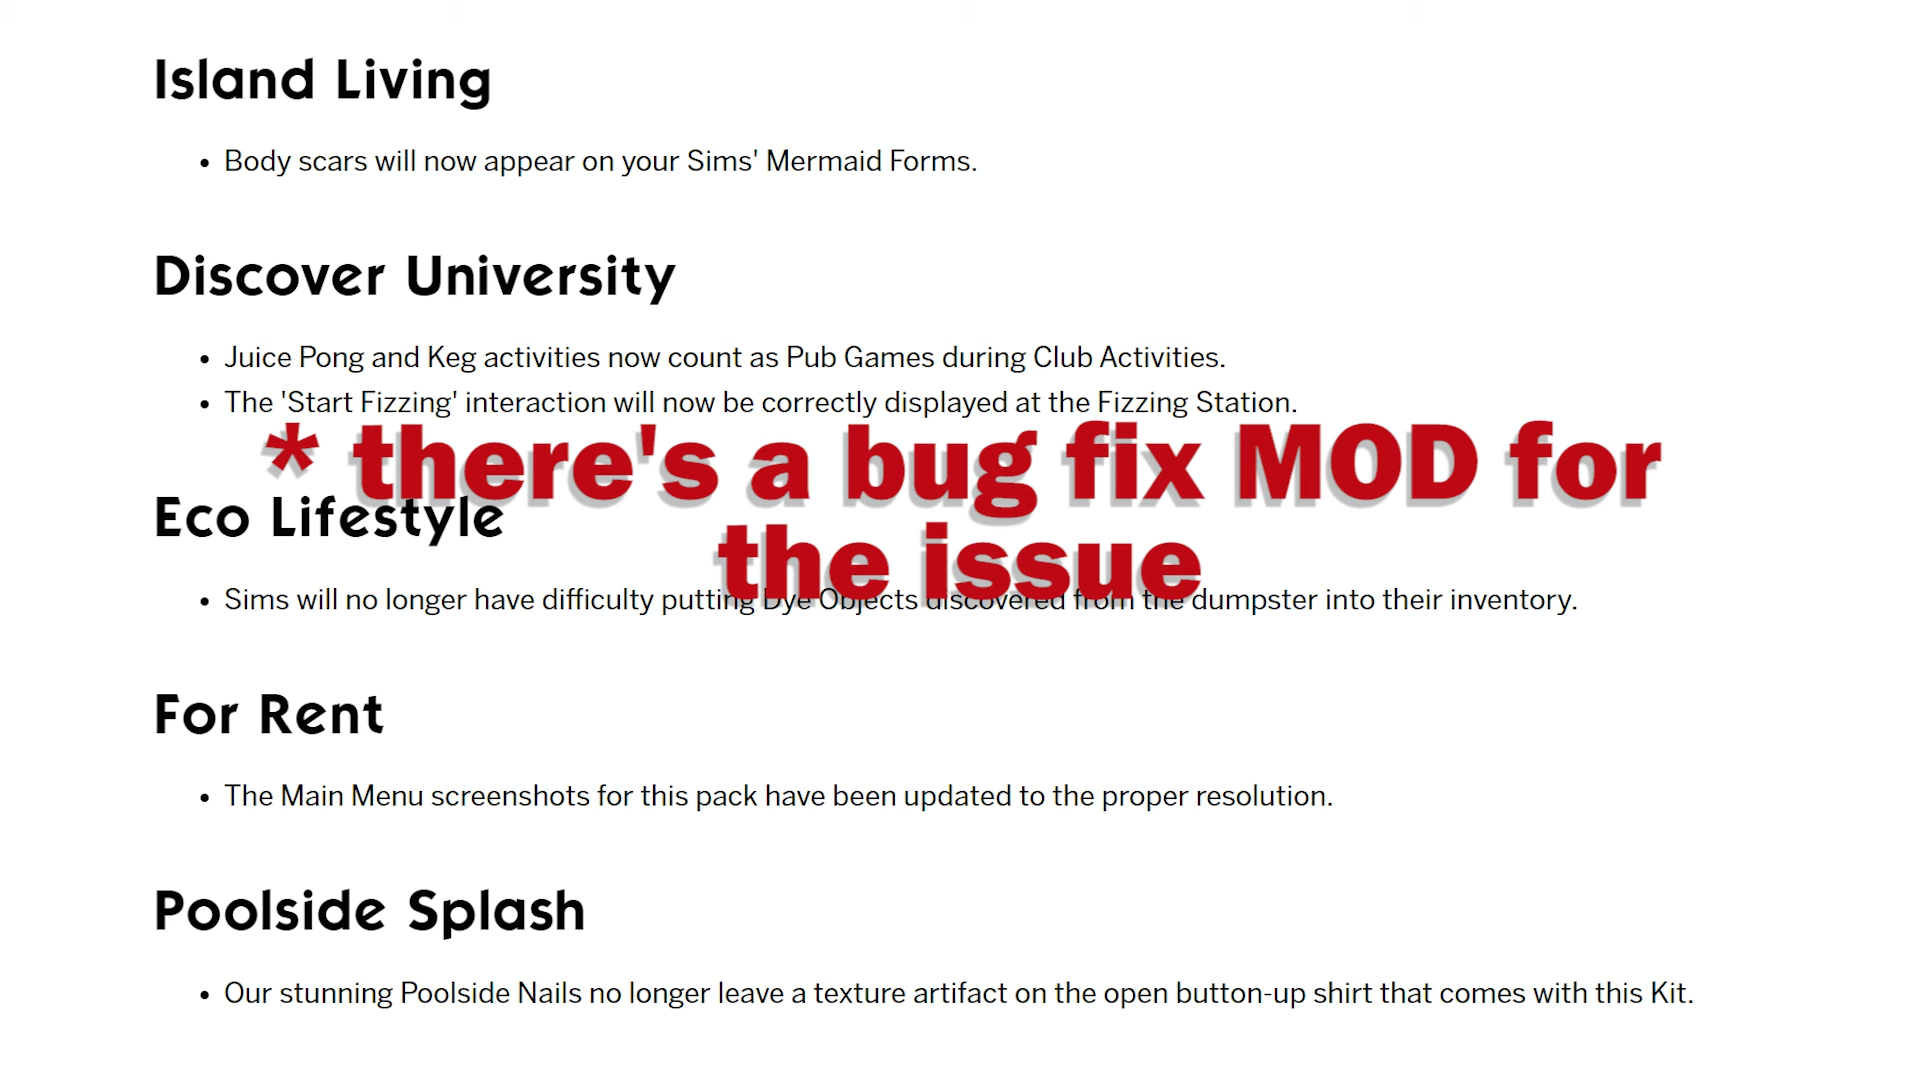 Island Living
• Body scars will now appear on your Sims' Mermaid Forms.
Discover University
• Juice Pong and Keg activities now count as Pub Games during Club Activities.
• The 'Start Fizzing' interaction will now be correctly displayed at the Fizzing Station.
* there's a bug fix MOD for
the issue
Eco Lifestyle
• Sims will no longer have difficulty putting Dye Objects discovered from the dumpster into their inventory.
For Rent
• The Main Menu screenshots for this pack have been updated to the proper resolution.
Poolside Splash
• Our stunning Poolside Nails no longer leave a texture artifact on the open button-up shirt that comes with this Kit.